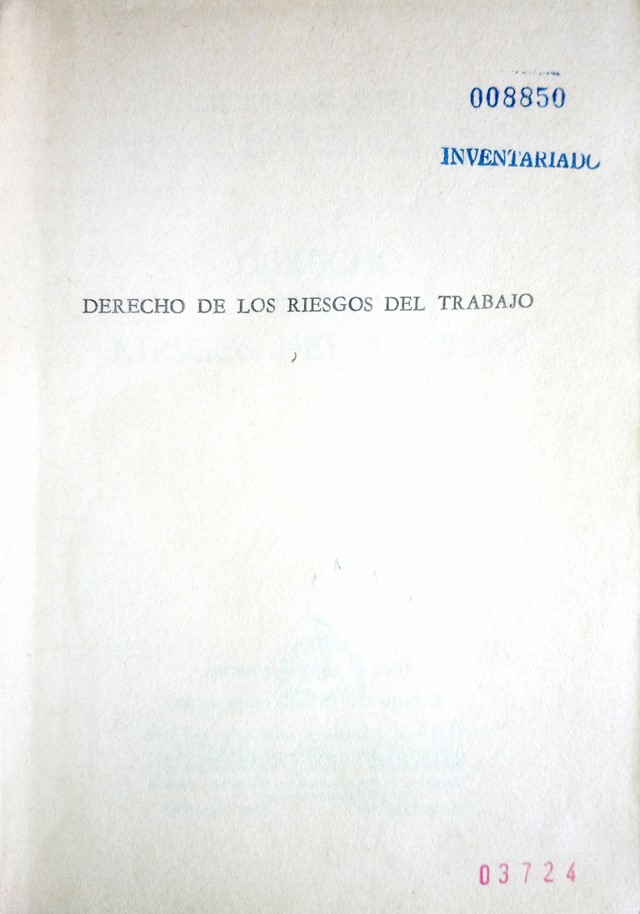 008850
INVENTARIADO
DERECHO DE LOS RIESGOS DEL TRABAJO
03724